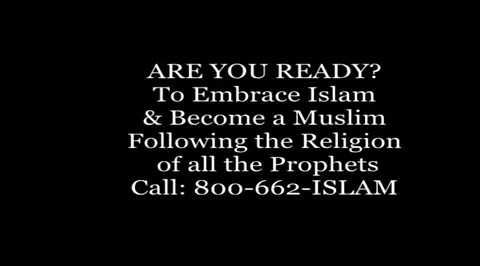 ARE YOU READY?
To Embrace Islam
& Become a Muslim
Following the Religion
of all the Prophets
Call: 800-662-ISLAM